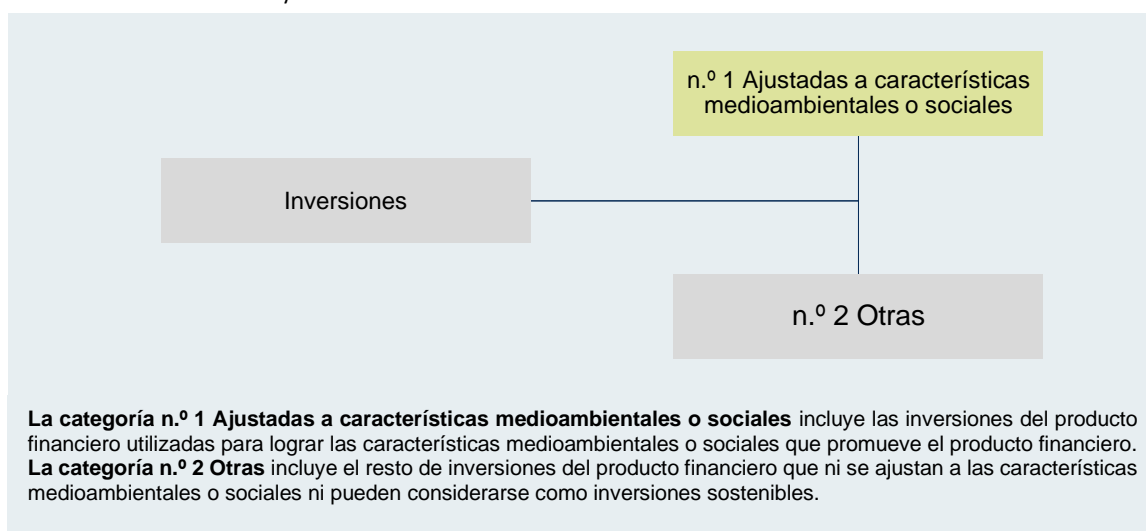 n.º 1 Ajustadas a características
medioambientales o sociales
Inversiones
n.º 2 Otras
La categoría n.º 1 Ajustadas a características medioambientales o sociales incluye las inversiones del producto
financiero utilizadas para lograr las características medioambientales o sociales que promueve el producto financiero.
La categoría n.º 2 Otras incluye el resto de inversiones del producto financiero que ni se ajustan a las características
medioambientales o sociales ni pueden considerarse como inversiones sostenibles.